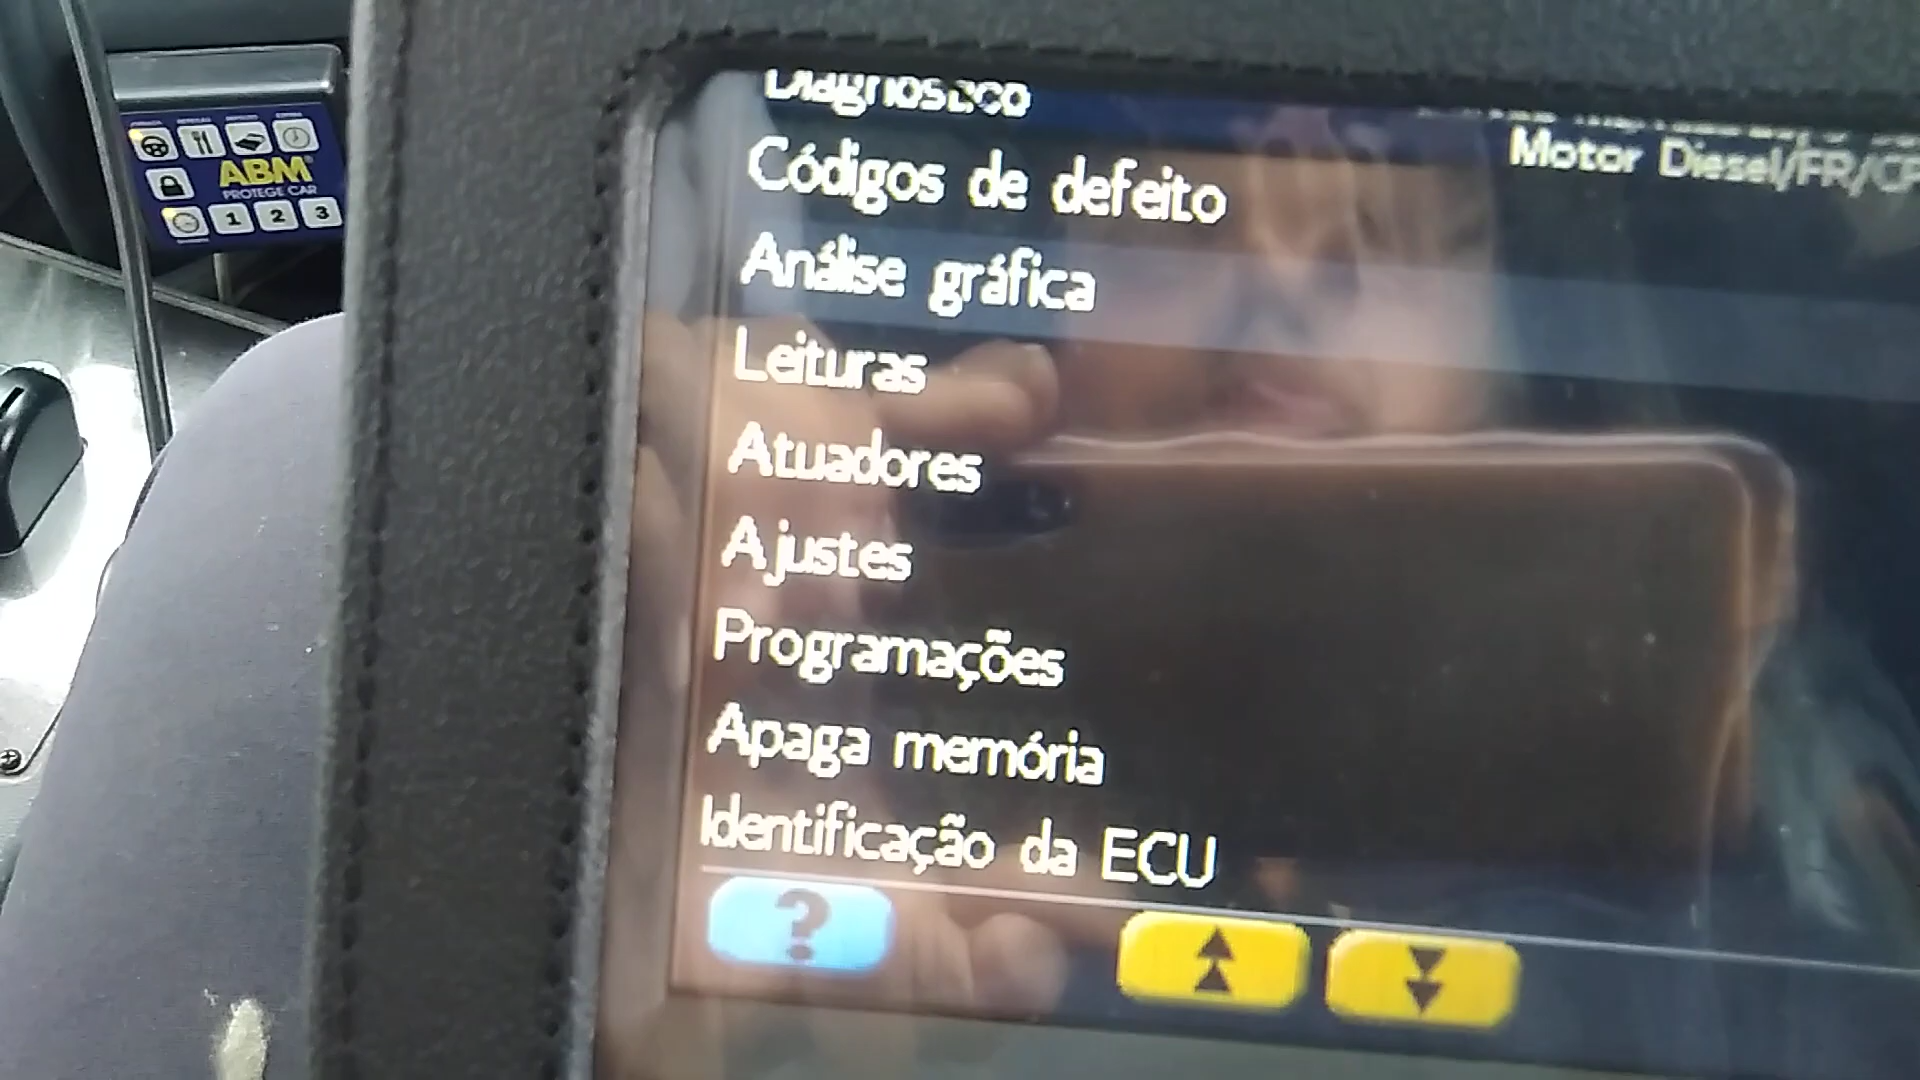 Diagnostico
Motor Diesel/FR/CP
Códigos de defeito
Análise gráfica
Leituras
Atuadores
Ajustes
Programações
Apaga memória
Identificação da ECU
?
ABM
PROTEGE CAR
1 2 3